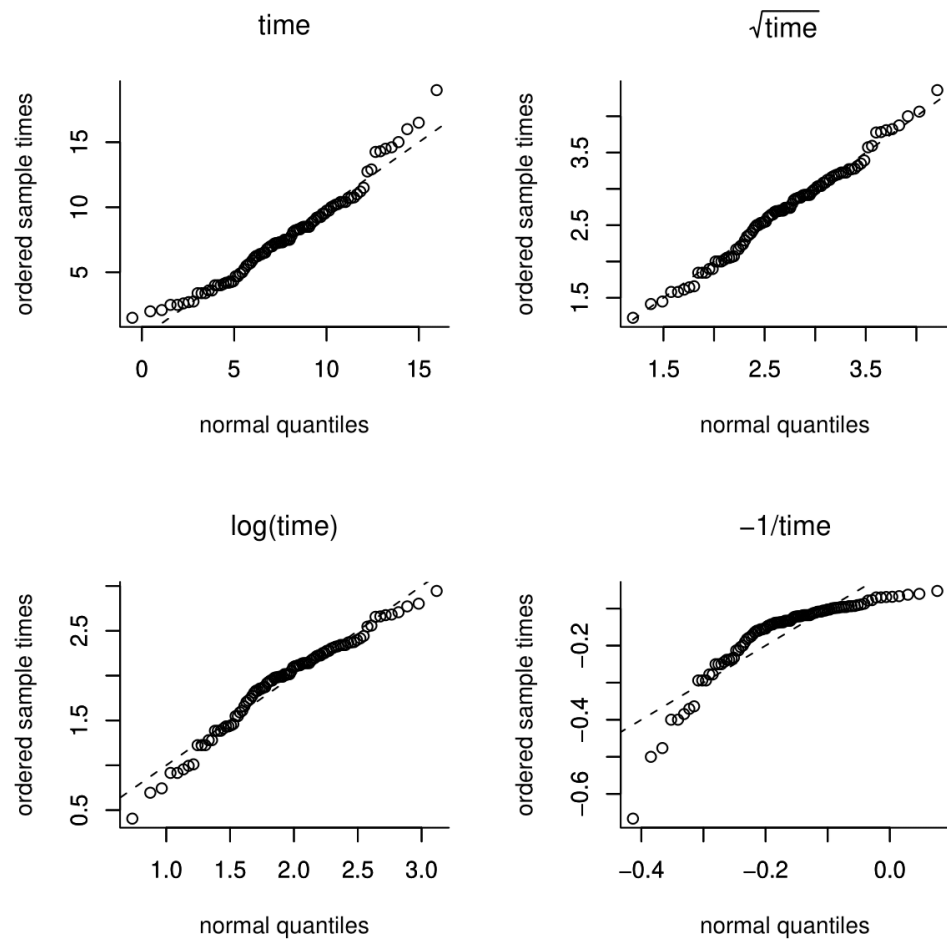 time
ordered sample times
15
10
5
0 5 10 15
normal quantiles
√time
ordered sample times
3.5
2.5
1.5
1.5 2.5 3.5
normal quantiles
log(time)
ordered sample times
2.5
1.5
0.5
1.0 1.5 2.0 2.5 3.0
normal quantiles
−1/time
ordered sample times
−0.2
−0.4
−0.6
−0.4 −0.2 0.0
normal quantiles